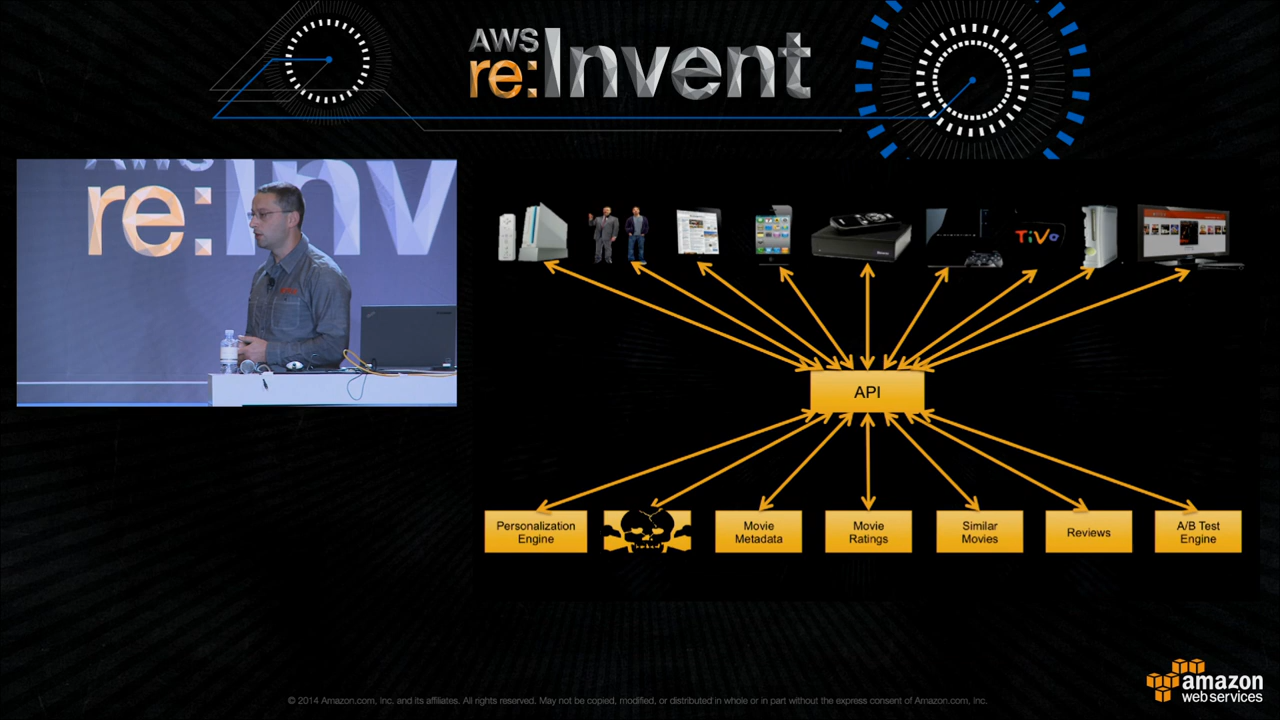 AWS
re:Invent
AWS
re:Inv
TiVo
API
Personalization
Engine
Movie
Metadata
Movie
Ratings
Similar
Movies
Reviews
A/B Test
Engine
amazon
web services
© 2014 Amazon.com, Inc. and its affiliates. All rights reserved. May not be copied, modified, or distributed in whole or in part without the express consent of Amazon.com, Inc.